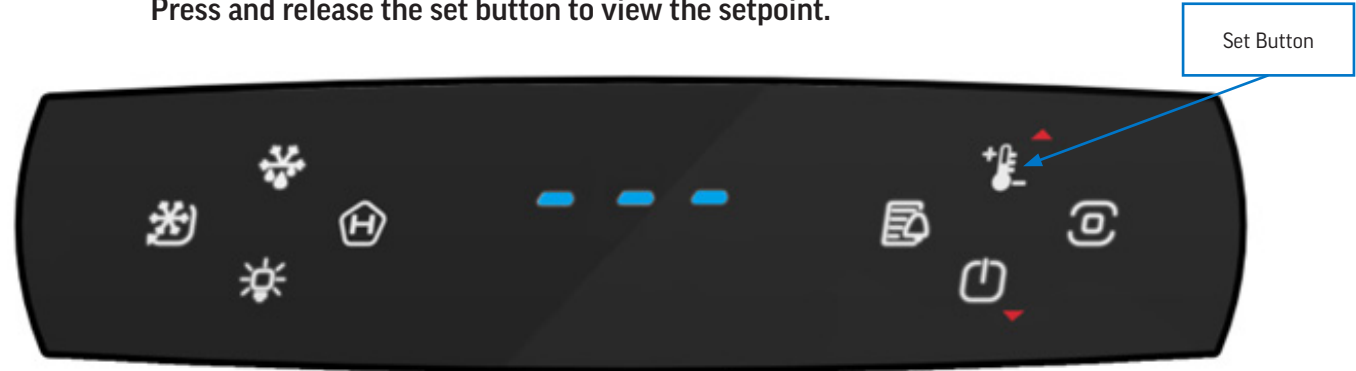 Press and release the set button to view the setpoint.
Set Button
H